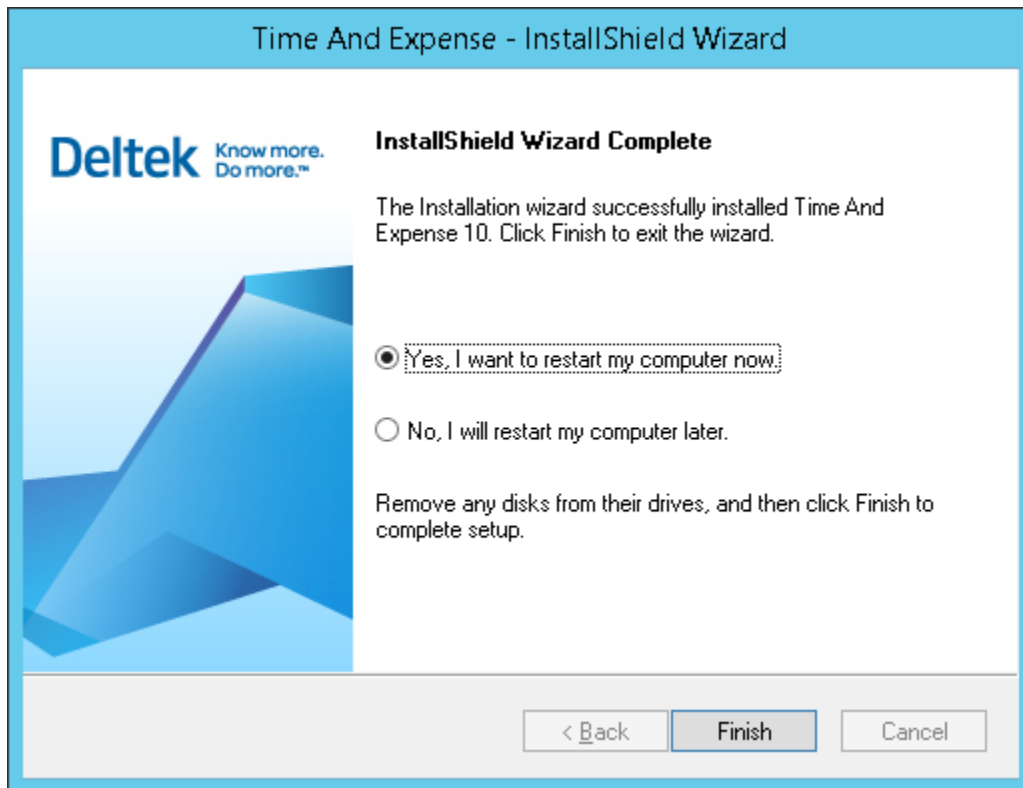 Time And Expense - InstallShield Wizard
Deltek Know more.
Do more.™
InstallShield Wizard Complete
The Installation wizard successfully installed Time And
Expense 10. Click Finish to exit the wizard.
Yes, I want to restart my computer now.
No, I will restart my computer later.
Remove any disks from their drives, and then click Finish to
complete setup.
< Back
Finish
Cancel